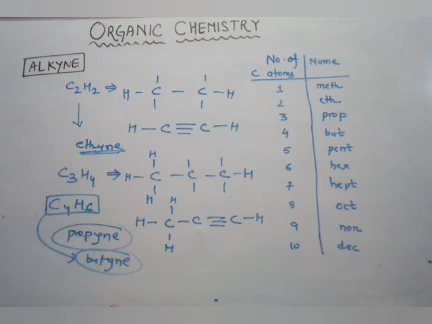 ORGANIC CHEMISTRY
ALKYNE
C2H2 ⇒ H - C - C - H
H - C ≡ C - H
ethyne
H
C3H4 ⇒ H - C - C - C - H
H H
C4H6
H - C - C ≡ C - H
H
propyne
butyne
No. of C atoms Name
1 meth
2 eth
3 prop
4 but
5 pent
6 hex
7 hept
8 oct
9 non
10 dec